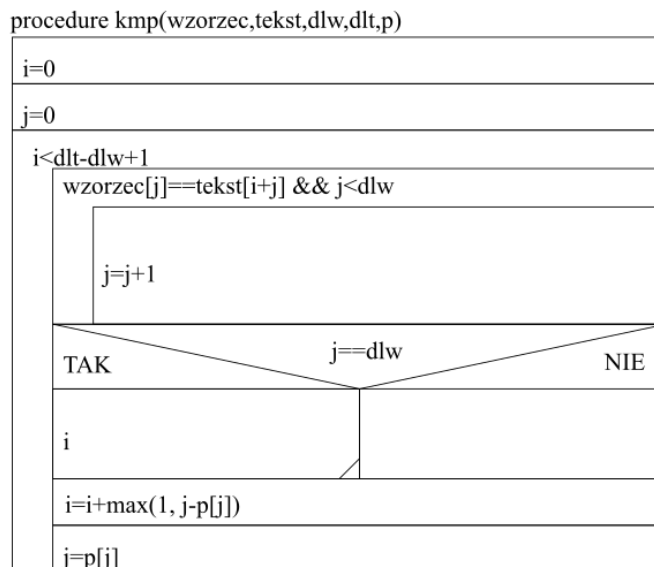 procedure kmp(wzorzec,tekst,dlw,dlt,p)
i=0
j=0
i<dlt-dlw+1
wzorzec[j]==tekst[i+j] && j<dlw
j=j+1
j==dlw
TAK
NIE
i
i=i+max(1, j-p[j])
j=p[j]